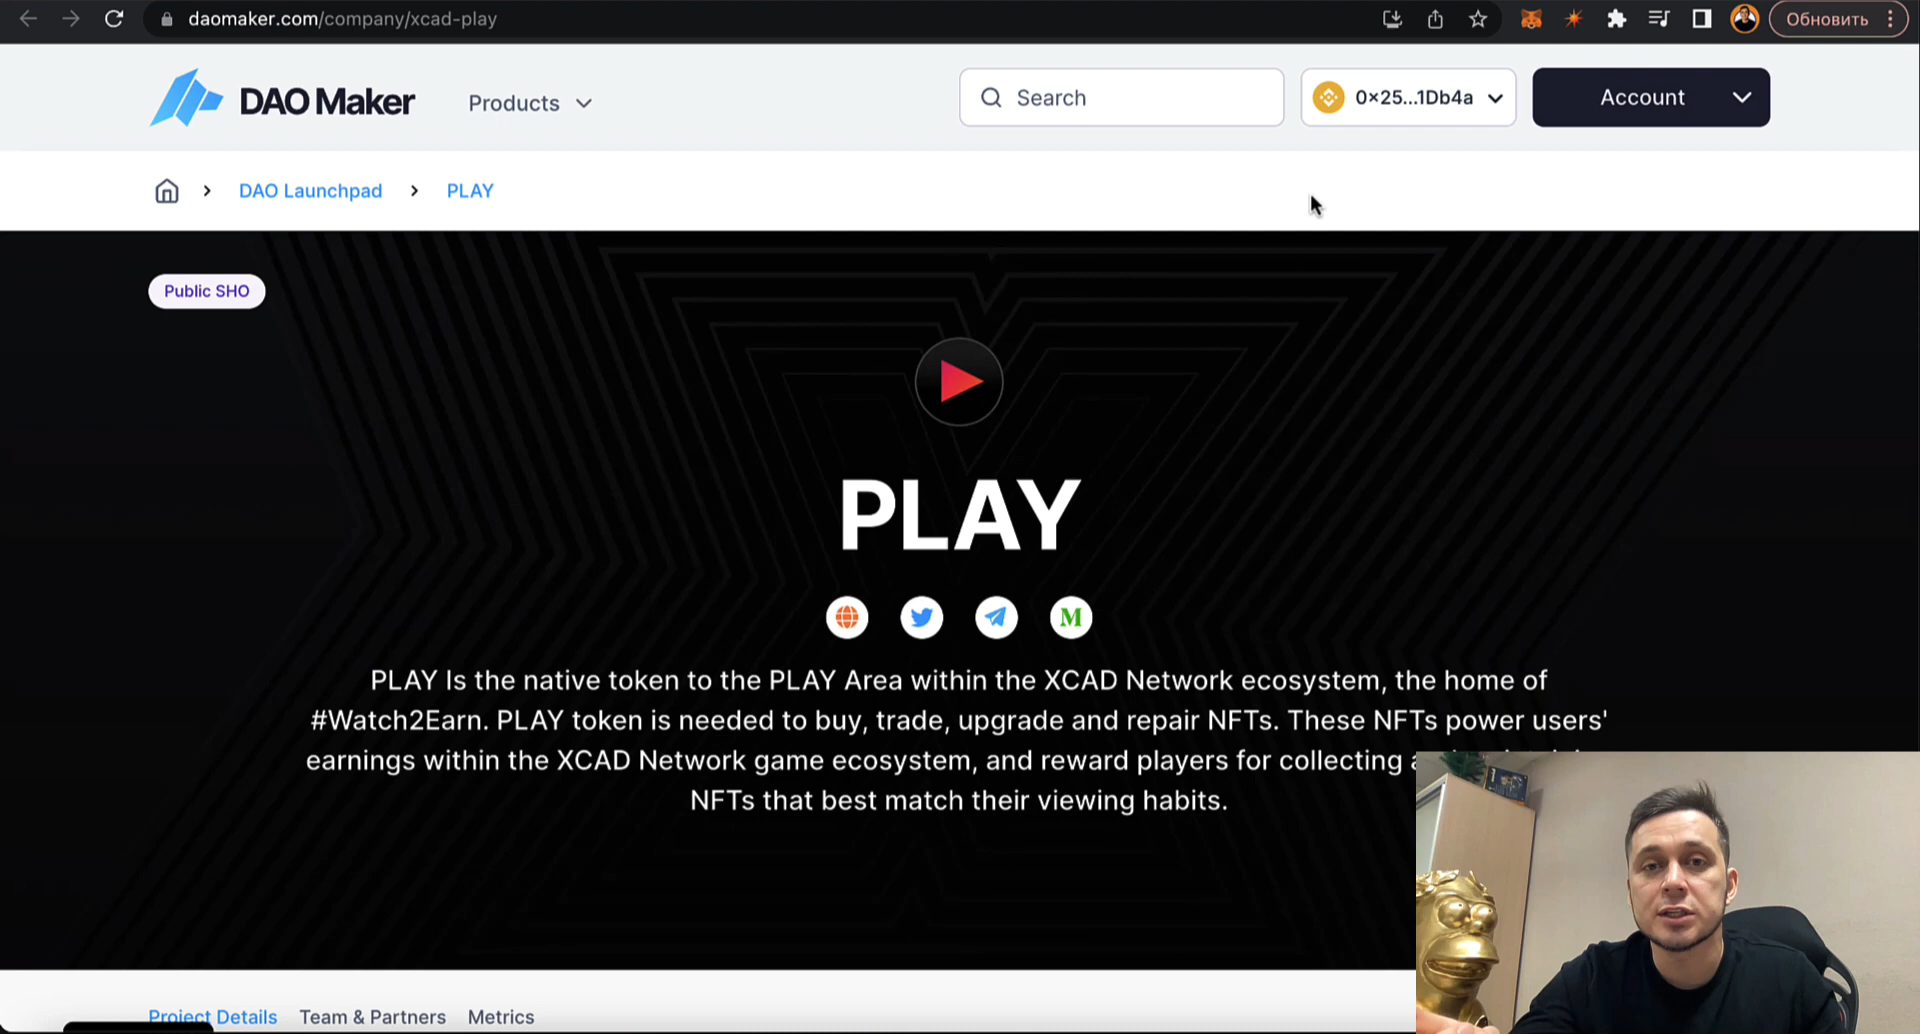 daomaker.com/company/xcad-play
Обновить
DAO Maker
Products
Search
0x25...1Db4a
Account
DAO Launchpad
PLAY
Public SHO
PLAY
M
PLAY Is the native token to the PLAY Area within the XCAD Network ecosystem, the home of
#Watch2Earn. PLAY token is needed to buy, trade, upgrade and repair NFTs. These NFTs power users'
earnings within the XCAD Network game ecosystem, and reward players for collecting
NFTs that best match their viewing habits.
Project Details
Team & Partners
Metrics